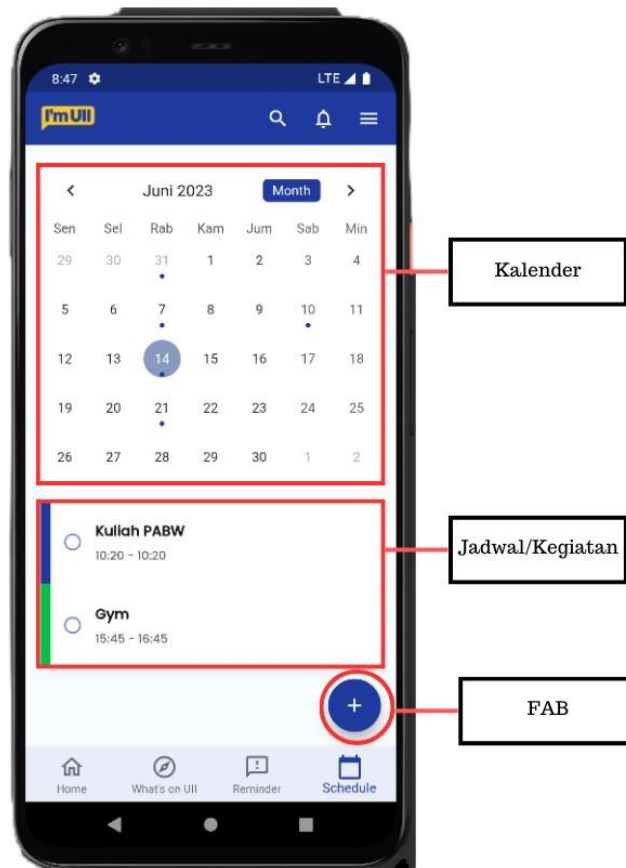 8:47 LTE
I'm UII
Juni 2023 Month
Sen Sel Rab Kam Jum Sab Min
29 30 31 1 2 3 4
5 6 7 8 9 10 11
12 13 14 15 16 17 18
19 20 21 22 23 24 25
26 27 28 29 30 1 2
Kalender
Kuliah PABW
10:20 - 10:20
Gym
15:45 - 16:45
Jadwal/Kegiatan
+
FAB
Home What's on UII Reminder Schedule